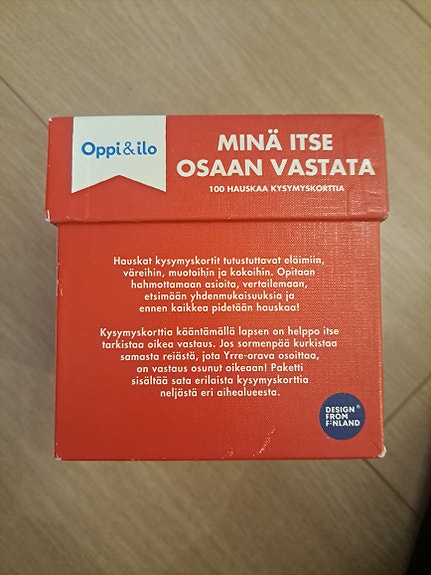 Oppi&ilo
MINÄ ITSE
OSAAN VASTATA
100 HAUSKAA KYSYMYSKORTTIA
Hauskat kysymyskortit tutustuttavat eläimiin,
väreihin, muotoihin ja kokoihin. Opitaan
hahmottamaan asioita, vertailemaan,
etsimään yhdenmukaisuuksia ja
ennen kaikkea pidetään hauskaa!
Kysymyskorttia kääntämällä lapsen on helppo itse
tarkistaa oikea vastaus. Jos sormenpää kurkistaa
samasta reiästä, jota Yrre-orava osoittaa,
on vastaus osunut oikeaan! Paketti
sisältää sata erilaista kysymyskorttia
neljästä eri aihealueesta.
DESIGN®
FROM
FINLAND